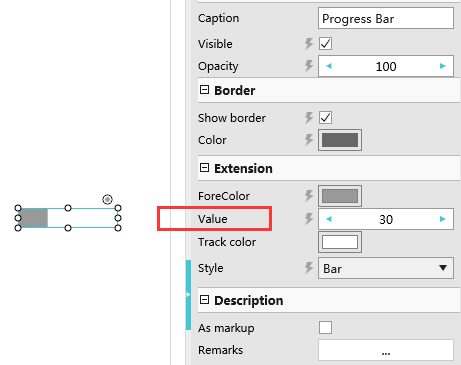 Caption Progress Bar
Visible
Opacity 100
Border
Show border
Color
Extension
ForeColor
Value 30
Track color
Style Bar
Description
As markup
Remarks ...